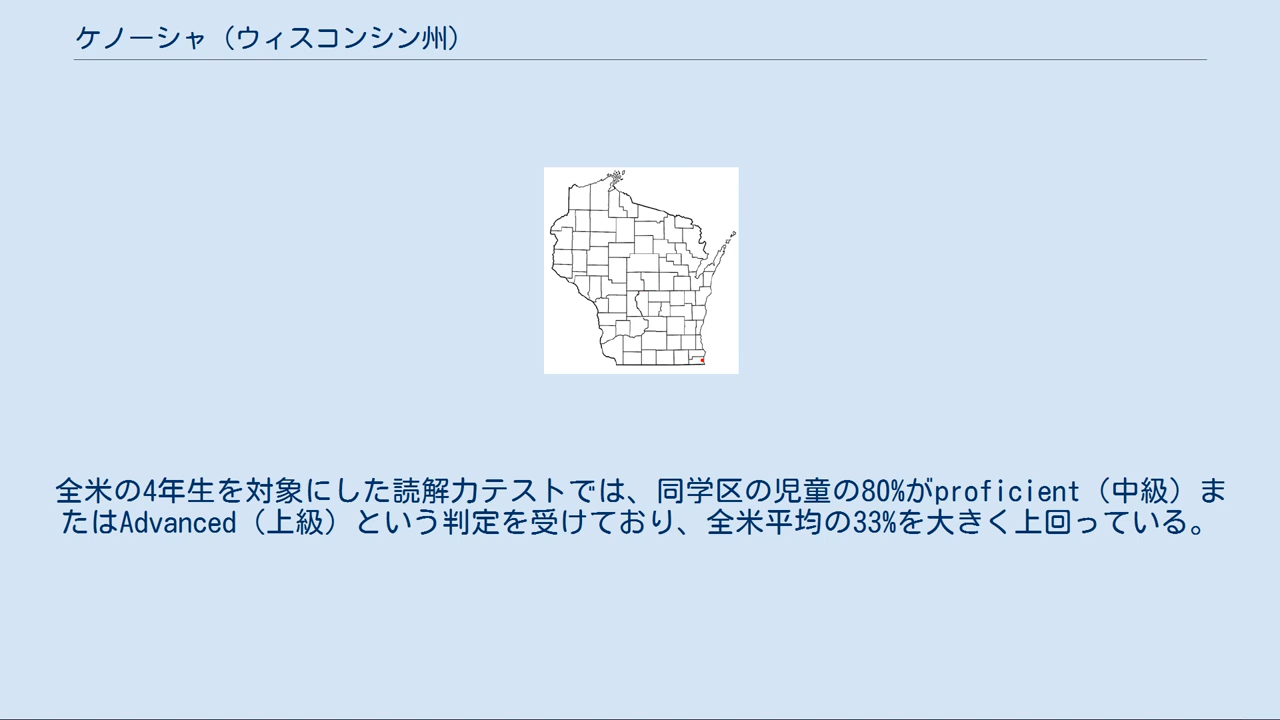 ケノーシャ（ウィスコンシン州）
全米の4年生を対象にした読解力テストでは、同学区の児童の80%がproficient（中級）ま
たはAdvanced（上級）という判定を受けており、全米平均の33%を大きく上回っている。